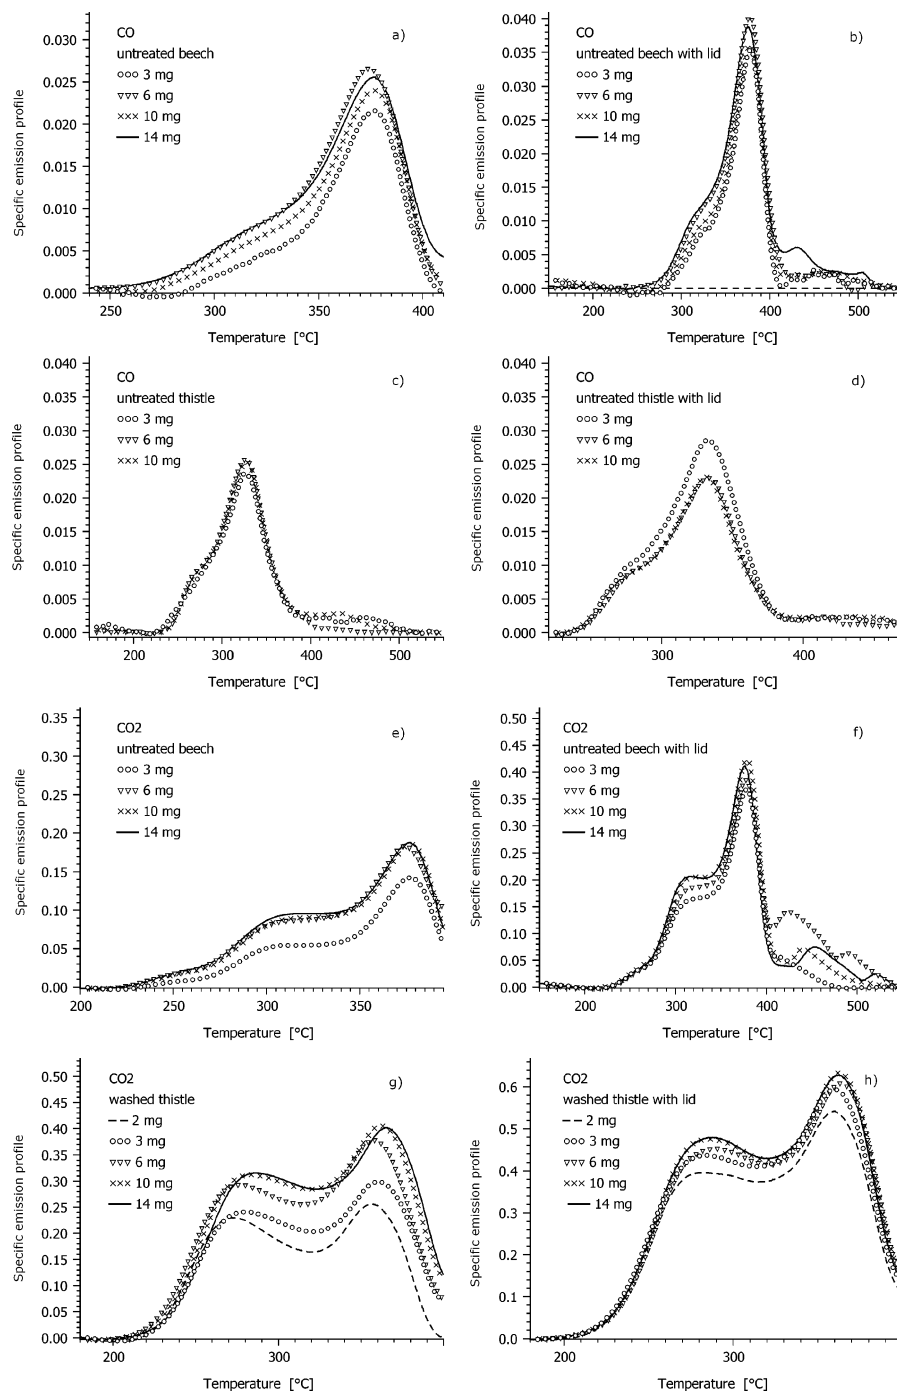 a)
CO
untreated beech
ooo 3 mg
▿▿▿ 6 mg
××× 10 mg
14 mg
Specific emission profile
0.030
0.025
0.020
0.015
0.010
0.005
0.000
250 300 350 400
Temperature [°C]
b)
CO
untreated beech with lid
ooo 3 mg
▿▿▿ 6 mg
××× 10 mg
14 mg
Specific emission profile
0.040
0.035
0.030
0.025
0.020
0.015
0.010
0.005
0.000
200 300 400 500
Temperature [°C]
c)
CO
untreated thistle
ooo 3 mg
▿▿▿ 6 mg
××× 10 mg
Specific emission profile
0.040
0.035
0.030
0.025
0.020
0.015
0.010
0.005
0.000
200 300 400 500
Temperature [°C]
d)
CO
untreated thistle with lid
ooo 3 mg
▿▿▿ 6 mg
××× 10 mg
Specific emission profile
0.040
0.035
0.030
0.025
0.020
0.015
0.010
0.005
0.000
300 400
Temperature [°C]
e)
CO2
untreated beech
ooo 3 mg
▿▿▿ 6 mg
××× 10 mg
14 mg
Specific emission profile
0.35
0.30
0.25
0.20
0.15
0.10
0.05
0.00
200 250 300 350
Temperature [°C]
f)
CO2
untreated beech with lid
ooo 3 mg
▿▿▿ 6 mg
××× 10 mg
14 mg
Specific emission profile
0.50
0.45
0.40
0.35
0.30
0.25
0.20
0.15
0.10
0.05
0.00
200 300 400 500
Temperature [°C]
g)
CO2
washed thistle
2 mg
ooo 3 mg
▿▿▿ 6 mg
××× 10 mg
14 mg
Specific emission profile
0.50
0.45
0.40
0.35
0.30
0.25
0.20
0.15
0.10
0.05
0.00
200 300
Temperature [°C]
h)
CO2
washed thistle with lid
2 mg
ooo 3 mg
▿▿▿ 6 mg
××× 10 mg
14 mg
Specific emission profile
0.6
0.5
0.4
0.3
0.2
0.1
0.0
200 300
Temperature [°C]